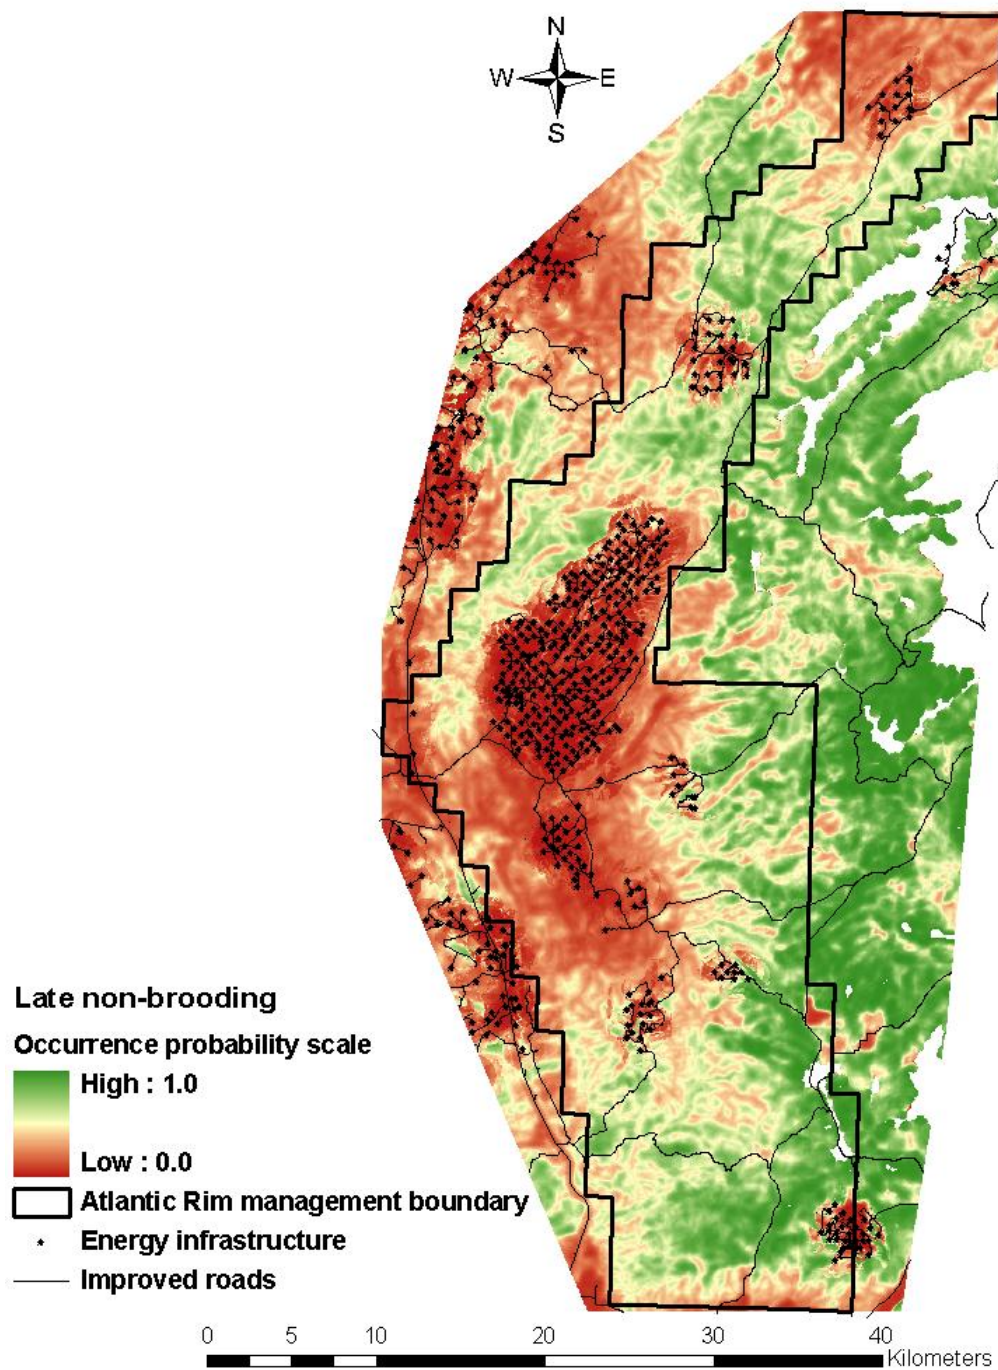 N
W E
S
Late non-brooding
Occurrence probability scale
High : 1.0
Low : 0.0
Atlantic Rim management boundary
Energy infrastructure
Improved roads
0 5 10 20 30 40
Kilometers